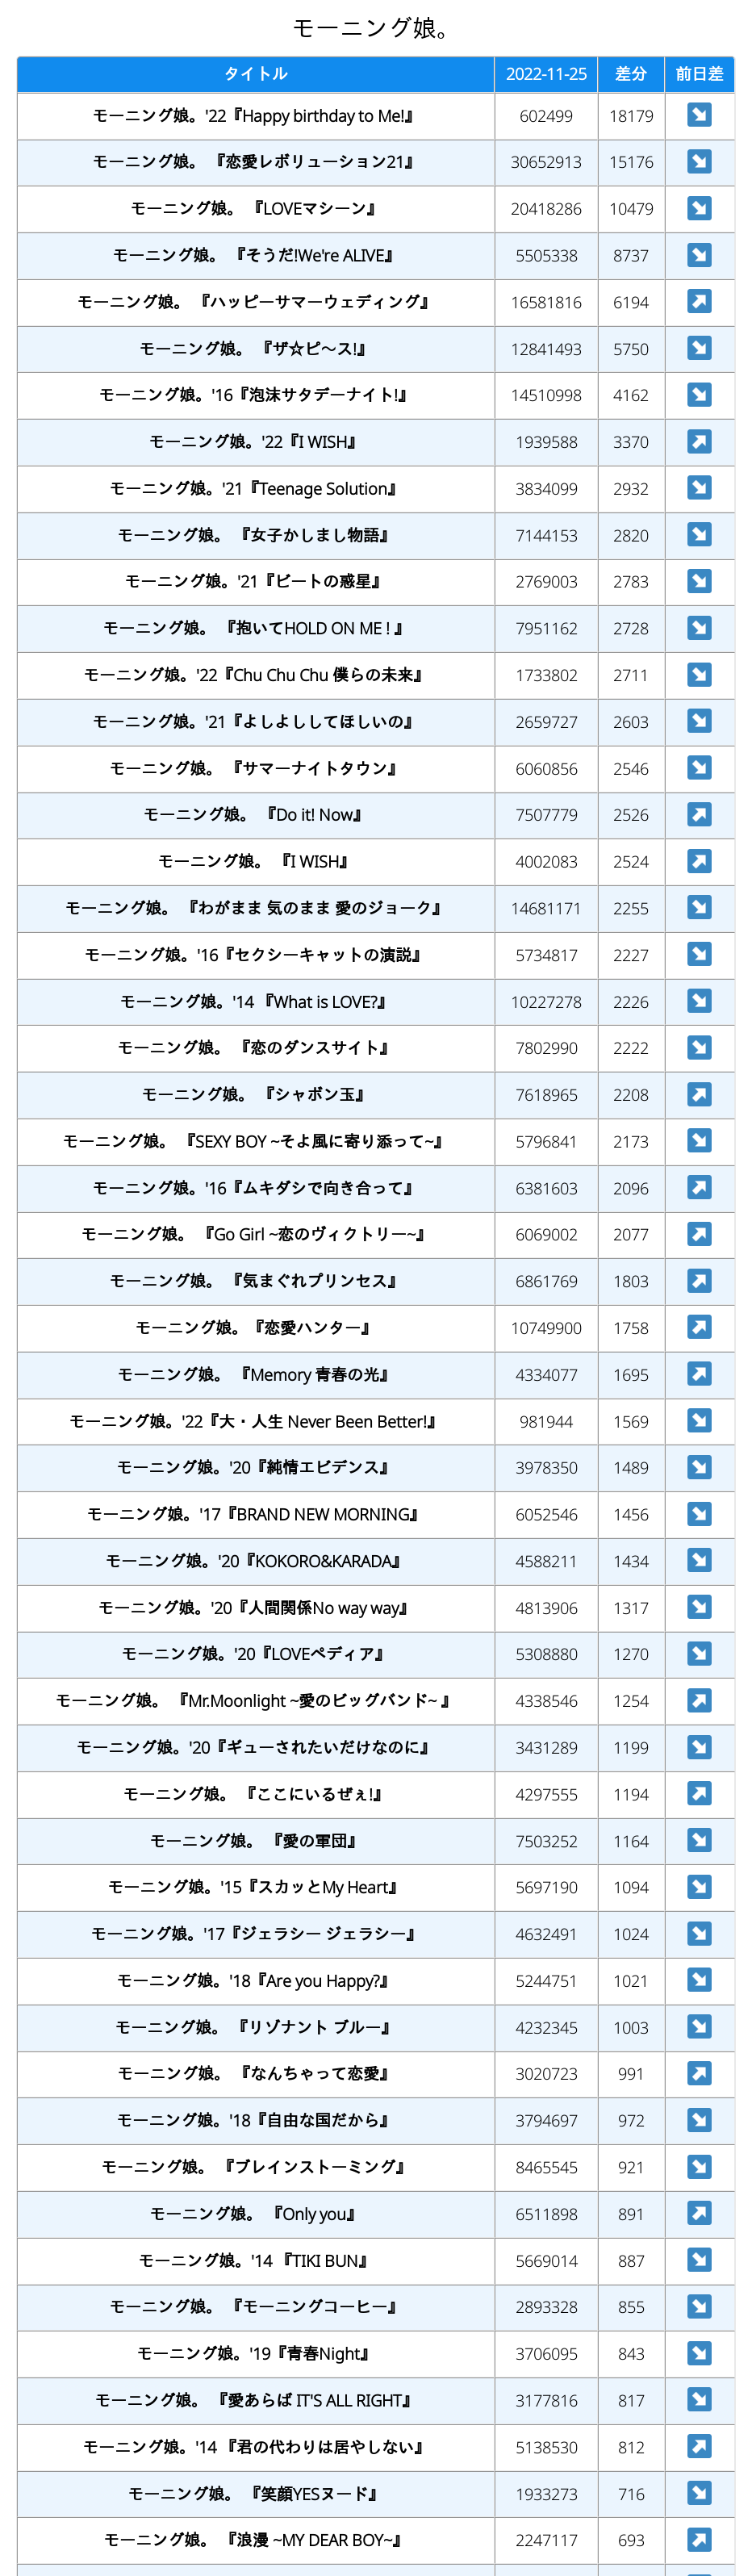 モーニング娘。
タイトル 2022-11-25 差分 前日差
モーニング娘。'22『Happy birthday to Me!』 602499 18179
モーニング娘。 『恋愛レボリューション21』 30652913 15176
モーニング娘。 『LOVEマシーン』 20418286 10479
モーニング娘。 『そうだ!We're ALIVE』 5505338 8737
モーニング娘。 『ハッピーサマーウェディング』 16581816 6194
モーニング娘。 『ザ☆ピ〜ス!』 12841493 5750
モーニング娘。'16『泡沫サタデーナイト!』 14510998 4162
モーニング娘。'22『I WISH』 1939588 3370
モーニング娘。'21『Teenage Solution』 3834099 2932
モーニング娘。 『女子かしまし物語』 7144153 2820
モーニング娘。'21『ビートの惑星』 2769003 2783
モーニング娘。 『抱いてHOLD ON ME ! 』 7951162 2728
モーニング娘。'22『Chu Chu Chu 僕らの未来』 1733802 2711
モーニング娘。'21『よしよししてほしいの』 2659727 2603
モーニング娘。 『サマーナイトタウン』 6060856 2546
モーニング娘。 『Do it! Now』 7507779 2526
モーニング娘。 『I WISH』 4002083 2524
モーニング娘。 『わがまま 気のまま 愛のジョーク』 14681171 2255
モーニング娘。'16『セクシーキャットの演説』 5734817 2227
モーニング娘。'14 『What is LOVE?』 10227278 2226
モーニング娘。 『恋のダンスサイト』 7802990 2222
モーニング娘。 『シャボン玉』 7618965 2208
モーニング娘。 『SEXY BOY ~そよ風に寄り添って~』 5796841 2173
モーニング娘。'16『ムキダシで向き合って』 6381603 2096
モーニング娘。 『Go Girl ~恋のヴィクトリー~』 6069002 2077
モーニング娘。 『気まぐれプリンセス』 6861769 1803
モーニング娘。『恋愛ハンター』 10749900 1758
モーニング娘。 『Memory 青春の光』 4334077 1695
モーニング娘。'22『大・人生 Never Been Better!』 981944 1569
モーニング娘。'20『純情エビデンス』 3978350 1489
モーニング娘。'17『BRAND NEW MORNING』 6052546 1456
モーニング娘。'20『KOKORO&KARADA』 4588211 1434
モーニング娘。'20『人間関係No way way』 4813906 1317
モーニング娘。'20『LOVEペディア』 5308880 1270
モーニング娘。 『Mr.Moonlight ~愛のビッグバンド~ 』 4338546 1254
モーニング娘。'20『ギューされたいだけなのに』 3431289 1199
モーニング娘。 『ここにいるぜぇ!』 4297555 1194
モーニング娘。 『愛の軍団』 7503252 1164
モーニング娘。'15『スカッとMy Heart』 5697190 1094
モーニング娘。'17『ジェラシー ジェラシー』 4632491 1024
モーニング娘。'18『Are you Happy?』 5244751 1021
モーニング娘。 『リゾナント ブルー』 4232345 1003
モーニング娘。 『なんちゃって恋愛』 3020723 991
モーニング娘。'18『自由な国だから』 3794697 972
モーニング娘。 『ブレインストーミング』 8465545 921
モーニング娘。 『Only you』 6511898 891
モーニング娘。'14 『TIKI BUN』 5669014 887
モーニング娘。 『モーニングコーヒー』 2893328 855
モーニング娘。'19『青春Night』 3706095 843
モーニング娘。 『愛あらば IT'S ALL RIGHT』 3177816 817
モーニング娘。'14 『君の代わりは居やしない』 5138530 812
モーニング娘。 『笑顔YESヌード』 1933273 716
モーニング娘。 『浪漫 ~MY DEAR BOY~』 2247117 693